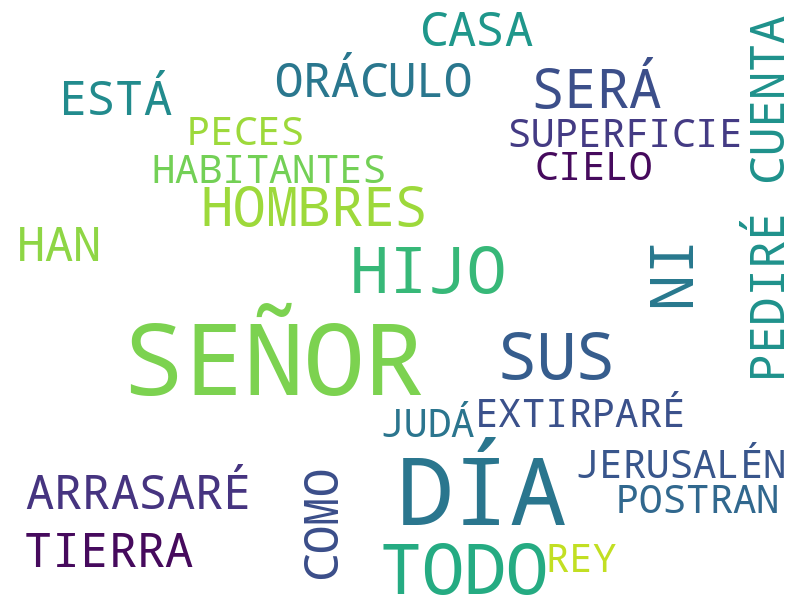 CASA
ORÁCULO
SERÁ
ESTÁ
PECES
SUPERFICIE
HABITANTES
CIELO
HOMBRES
HAN
HIJO
NI
PEDIRÉ CUENTA
SEÑOR
SUS
JUDÁ
EXTIRPARÉ
DÍA
JERUSALÉN
POSTRAN
ARRASARÉ
COMO
TIERRA
TODO
REY